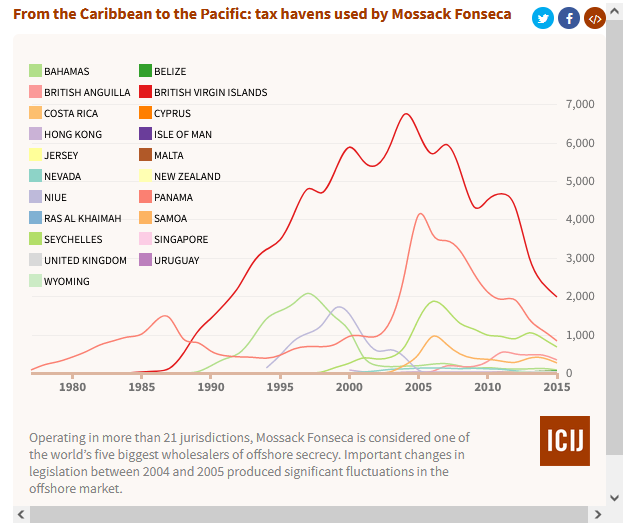 From the Caribbean to the Pacific: tax havens used by Mossack Fonseca
BAHAMAS BELIZE
BRITISH ANGUILLA BRITISH VIRGIN ISLANDS
COSTA RICA CYPRUS
HONG KONG ISLE OF MAN
JERSEY MALTA
NEVADA NEW ZEALAND
NIUE PANAMA
RAS AL KHAIMAH SAMOA
SEYCHELLES SINGAPORE
UNITED KINGDOM URUGUAY
WYOMING
7,000
6,000
5,000
4,000
3,000
2,000
1,000
0
1980 1985 1990 1995 2000 2005 2010 2015
Operating in more than 21 jurisdictions, Mossack Fonseca is considered one of
the world's five biggest wholesalers of offshore secrecy. Important changes in
legislation between 2004 and 2005 produced significant fluctuations in the
offshore market.
ICIJ